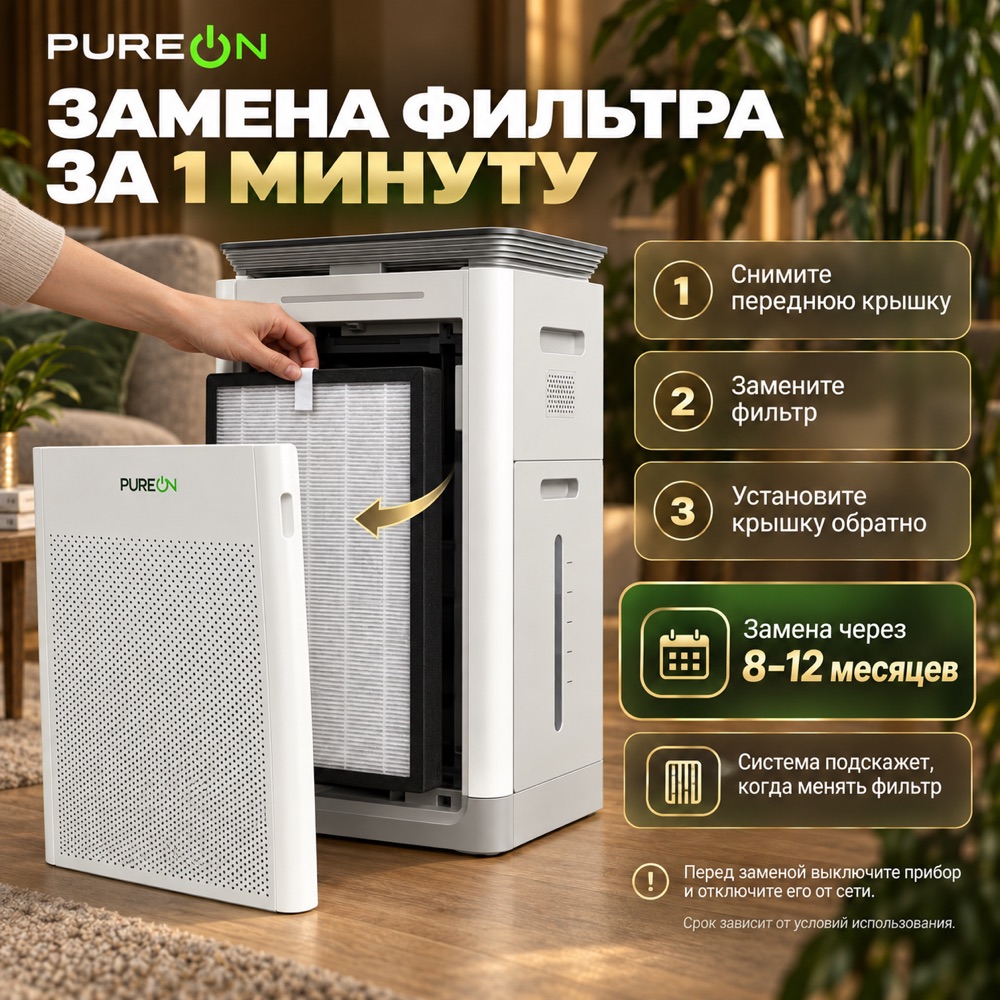 PUREON
ЗАМЕНА ФИЛЬТРА
ЗА 1 МИНУТУ
PUREON
1
Снимите
переднюю крышку
2
Замените
фильтр
3
Установите
крышку обратно
Замена через
8–12 месяцев
Система подскажет,
когда менять фильтр
!
Перед заменой выключите прибор
и отключите его от сети.
Срок зависит от условий использования.